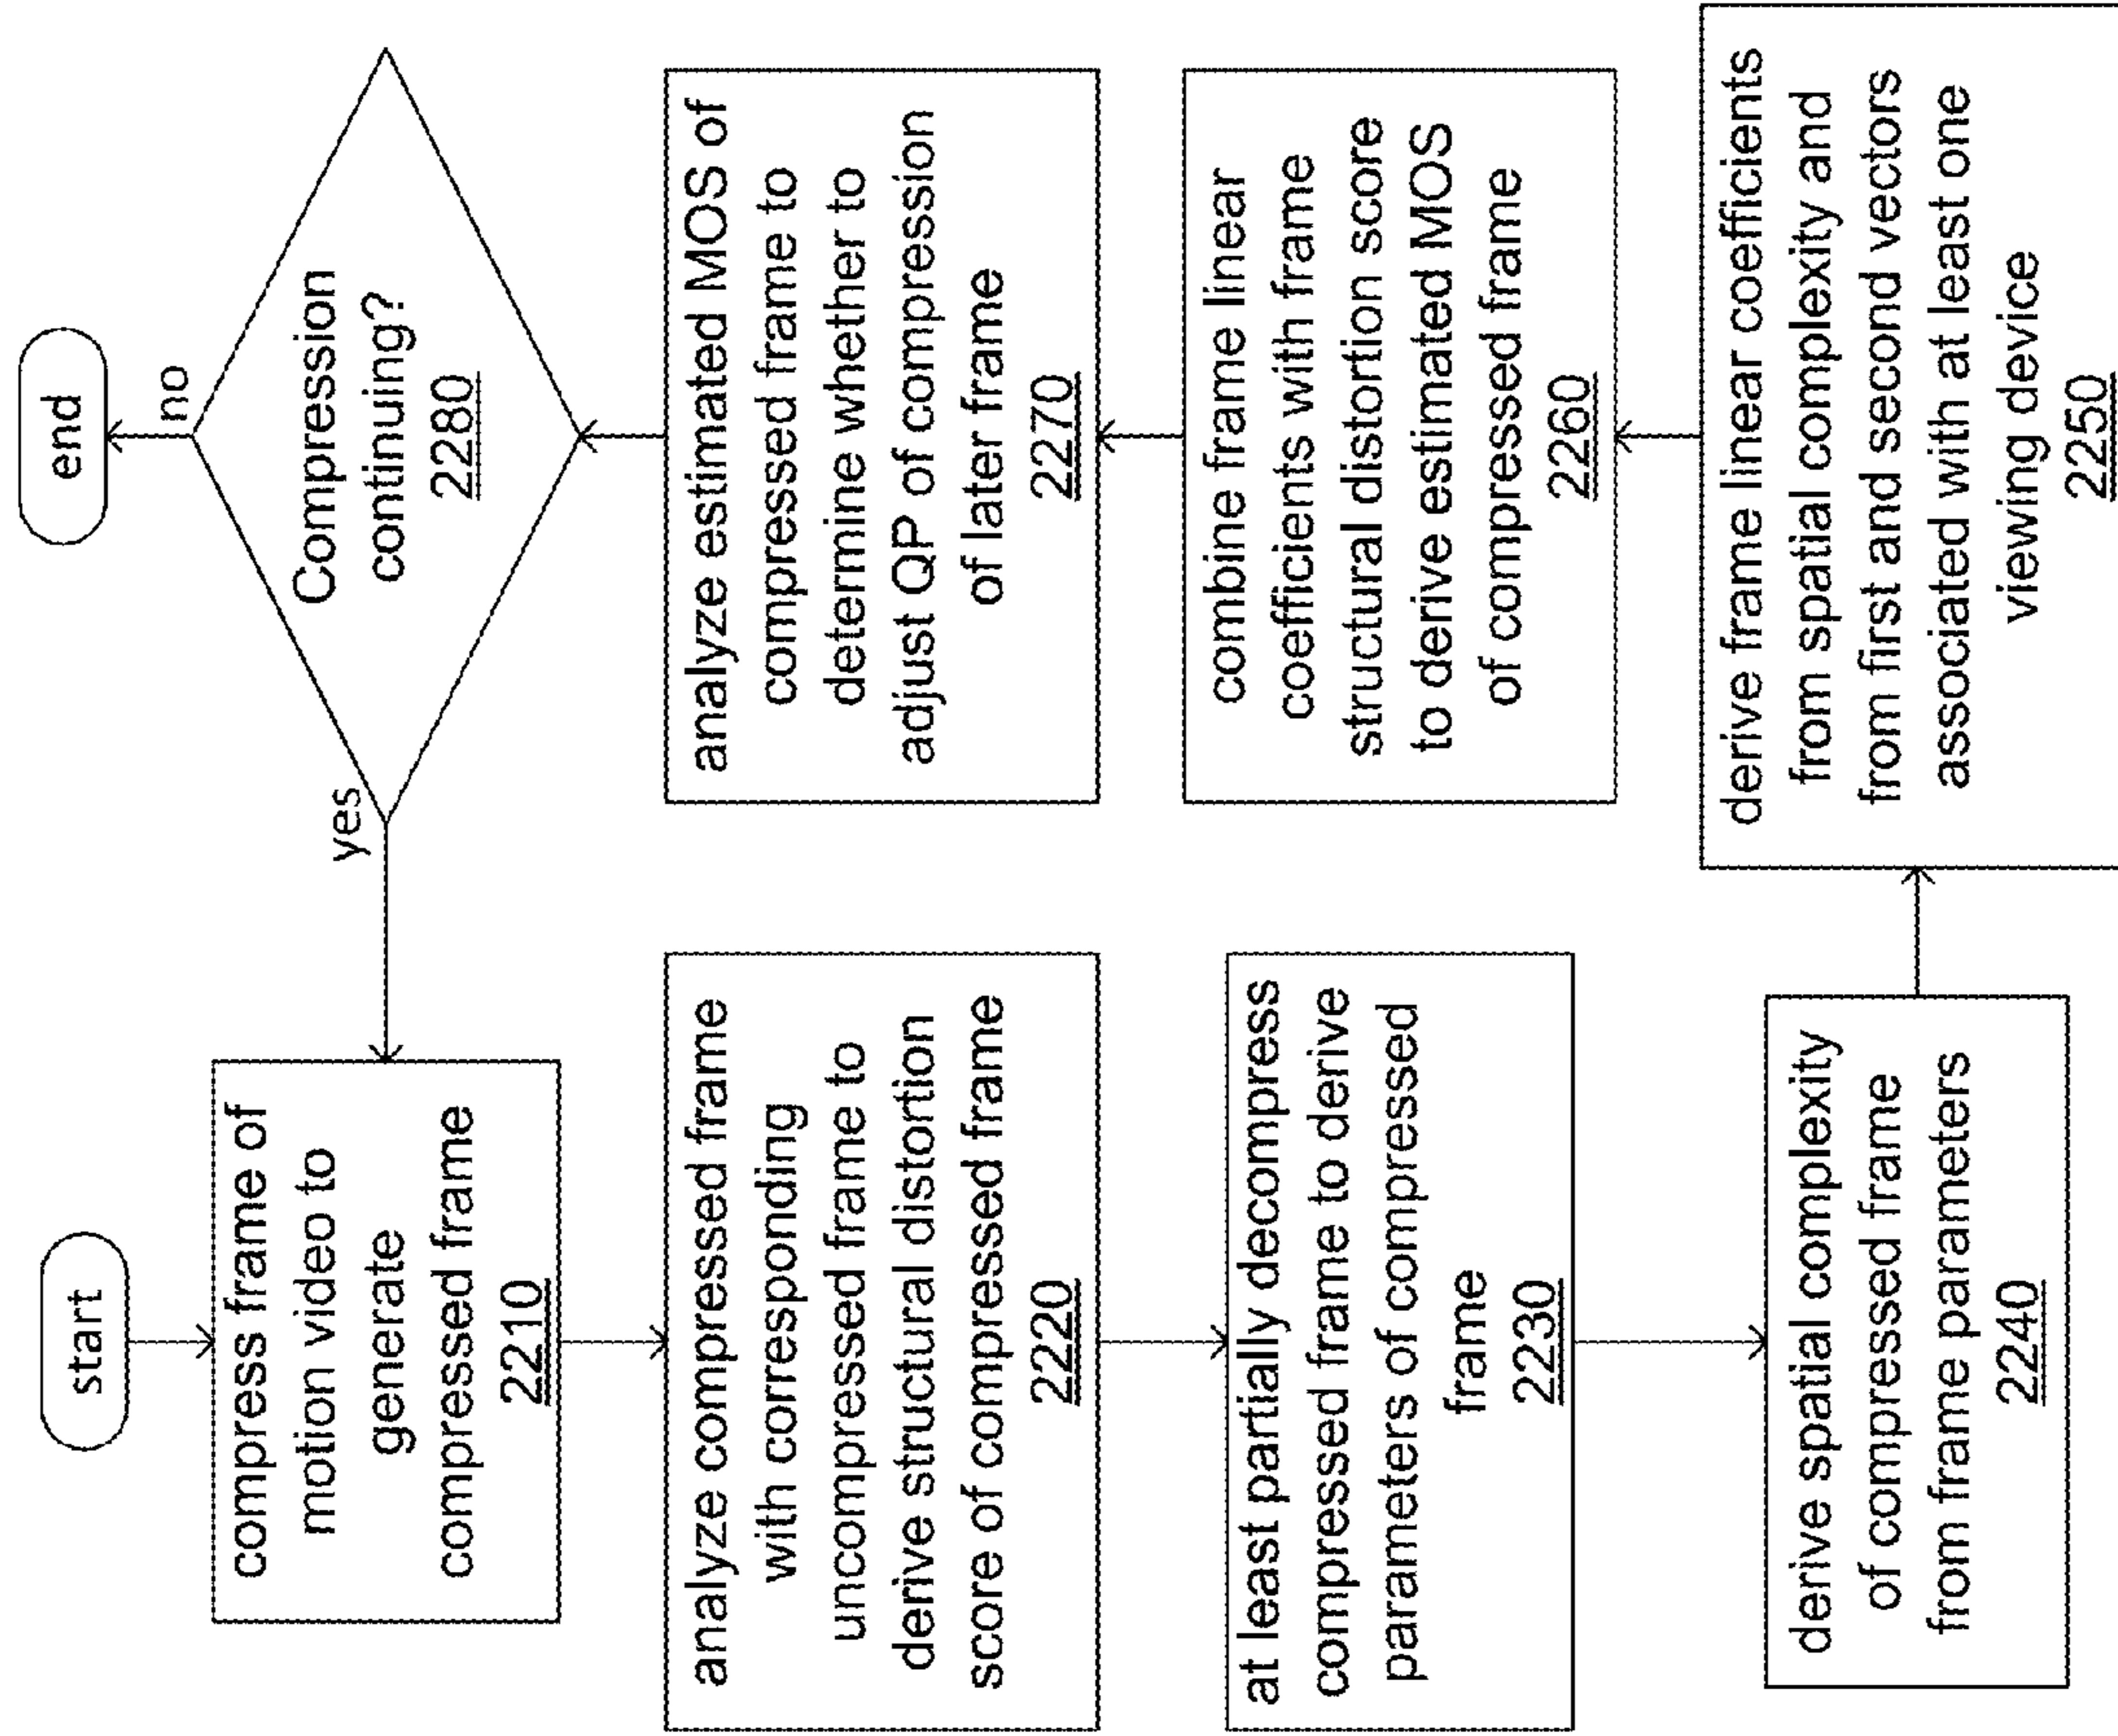 start
compress frame of
motion video to
generate
compressed frame
2210
analyze compressed frame
with corresponding
uncompressed frame to
derive structural distortion
score of compressed frame
2220
at least partially decompress
compressed frame to derive
parameters of compressed
frame
2230
derive spatial complexity
of compressed frame
from frame parameters
2240
derive frame linear coefficients
from spatial complexity and
from first and second vectors
associated with at least one
viewing device
2250
combine frame linear
coefficients with frame
structural distortion score
to derive estimated MOS
of compressed frame
2260
analyze estimated MOS of
compressed frame to
determine whether to
adjust QP of compression
of later frame
2270
Compression
continuing?
2280
yes
no
end